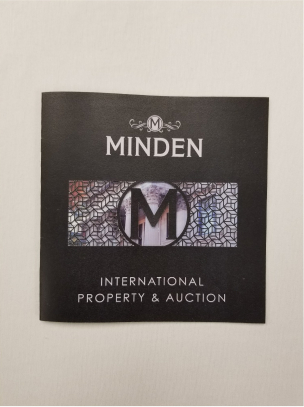 M
MINDEN
M
INTERNATIONAL
PROPERTY & AUCTION